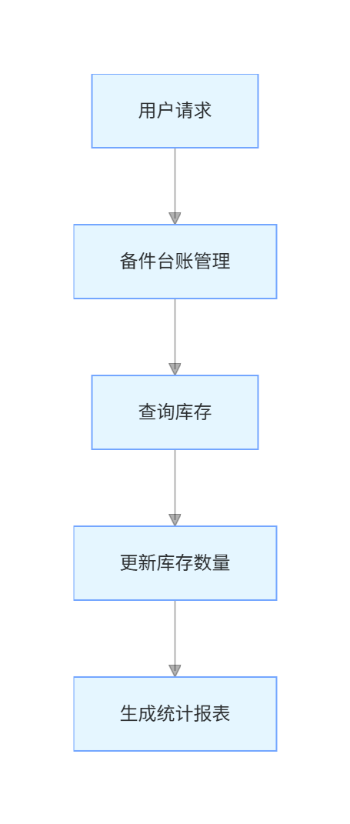 用户请求
备件台账管理
查询库存
更新库存数量
生成统计报表